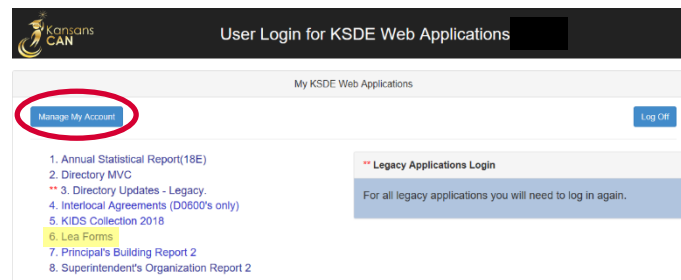 Kansans
CAN
User Login for KSDE Web Applications
My KSDE Web Applications
Manage My Account
Log Off
1. Annual Statistical Report(18E)
2. Directory MVC
** 3. Directory Updates - Legacy.
4. Interlocal Agreements (D0600's only)
5. KIDS Collection 2018
6. Lea Forms
7. Principal's Building Report 2
8. Superintendent's Organization Report 2
** Legacy Applications Login
For all legacy applications you will need to log in again.